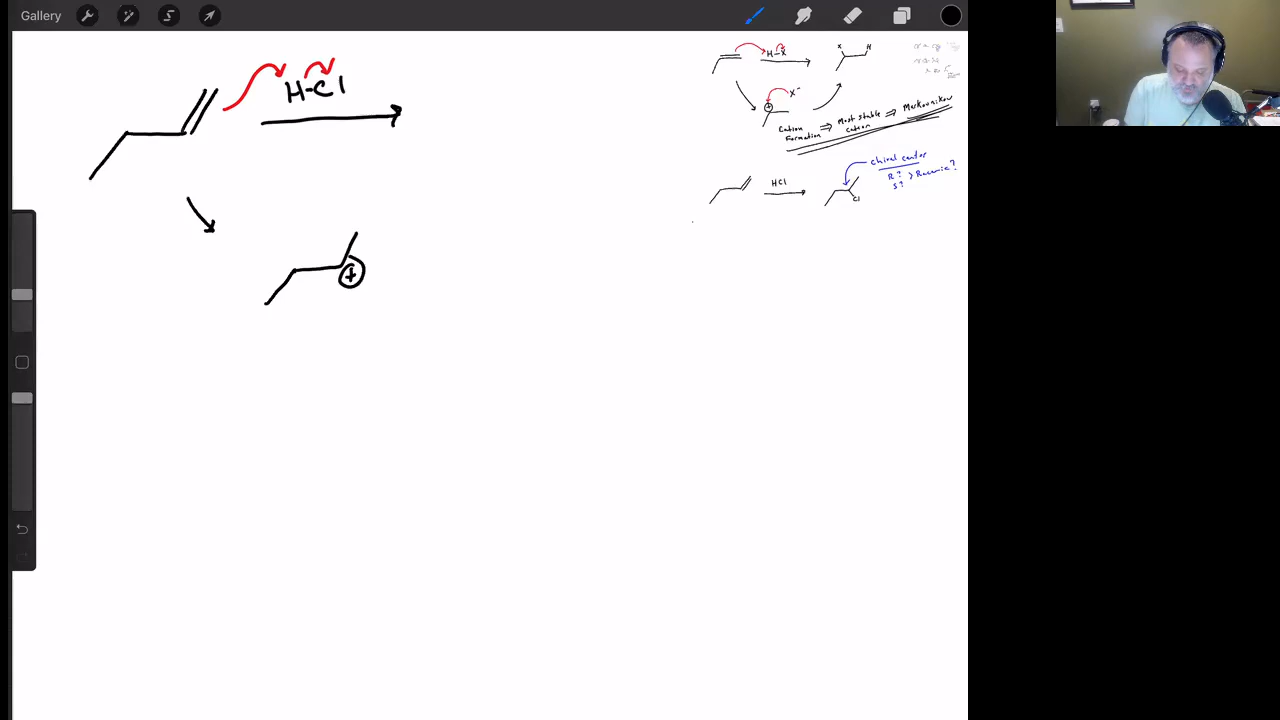 Gallery
H-Cl
+
H-X
X
H
+
X-
Cation Formation ⇒ Most stable cation ⇒ Markovnikov
HCl
Cl
Chiral center
R?
S?
> Racemic?